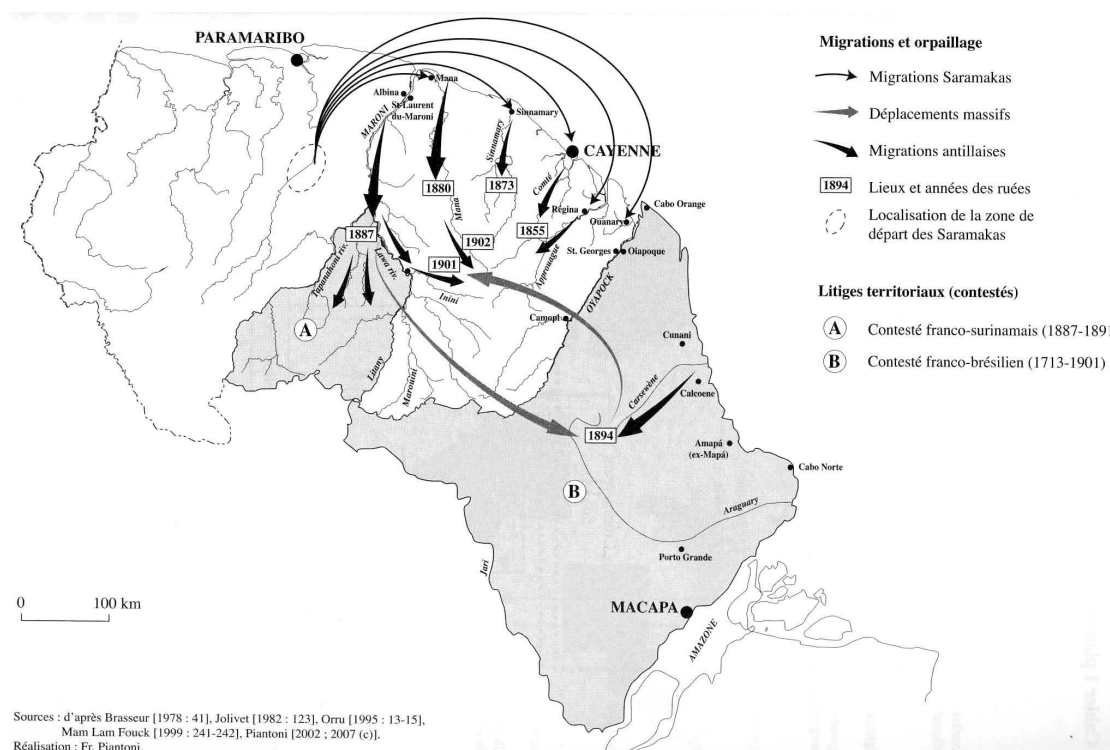 PARAMARIBO
Albina
St-Laurent
du-Maroni
MARONI
Mana
Sinnamary
Sinnamary
CAYENNE
1880
1873
Mana
Comté
Régina
Ouanary
Cabo Orange
1855
1887
1902
1901
Approuague
St. Georges
Oiapoque
OYAPOCK
Tapanahoni riv.
Lawa riv.
Inini
Camopi
Cunani
A
Litany
Marouini
Carsewène
Calcoene
1894
Amapá
(ex-Mapá)
Cabo Norte
B
Araguary
Porto Grande
Jari
MACAPA
AMAZONE
0 100 km
Migrations et orpaillage
Migrations Saramakas
Déplacements massifs
Migrations antillaises
1894 Lieux et années des ruées
Localisation de la zone de
départ des Saramakas
Litiges territoriaux (contestés)
A Contesté franco-surinamais (1887-1891
B Contesté franco-brésilien (1713-1901)
Sources : d'après Brasseur [1978 : 41], Jolivet [1982 : 123], Orru [1995 : 13-15],
Mam Lam Fouck [1999 : 241-242], Piantoni [2002 ; 2007 (c)].
Réalisation : Fr. Piantoni.